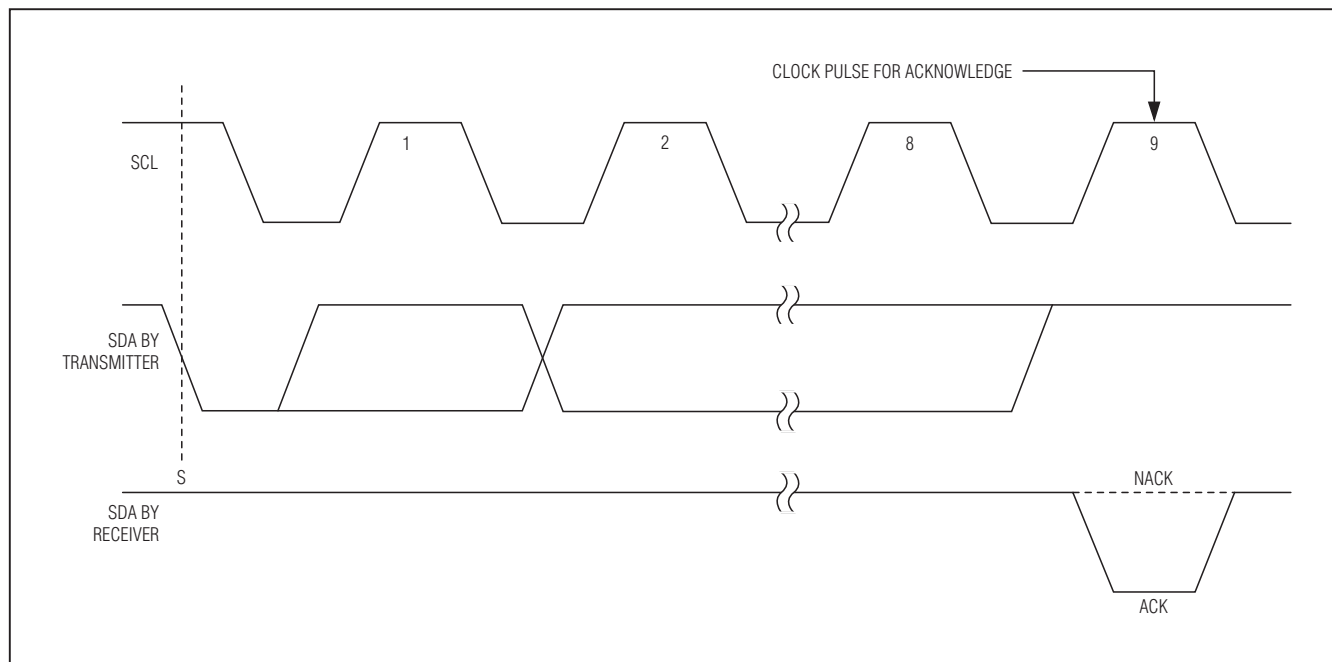 CLOCK PULSE FOR ACKNOWLEDGE
SCL
1
2
8
9
SDA BY
TRANSMITTER
S
NACK
SDA BY
RECEIVER
ACK